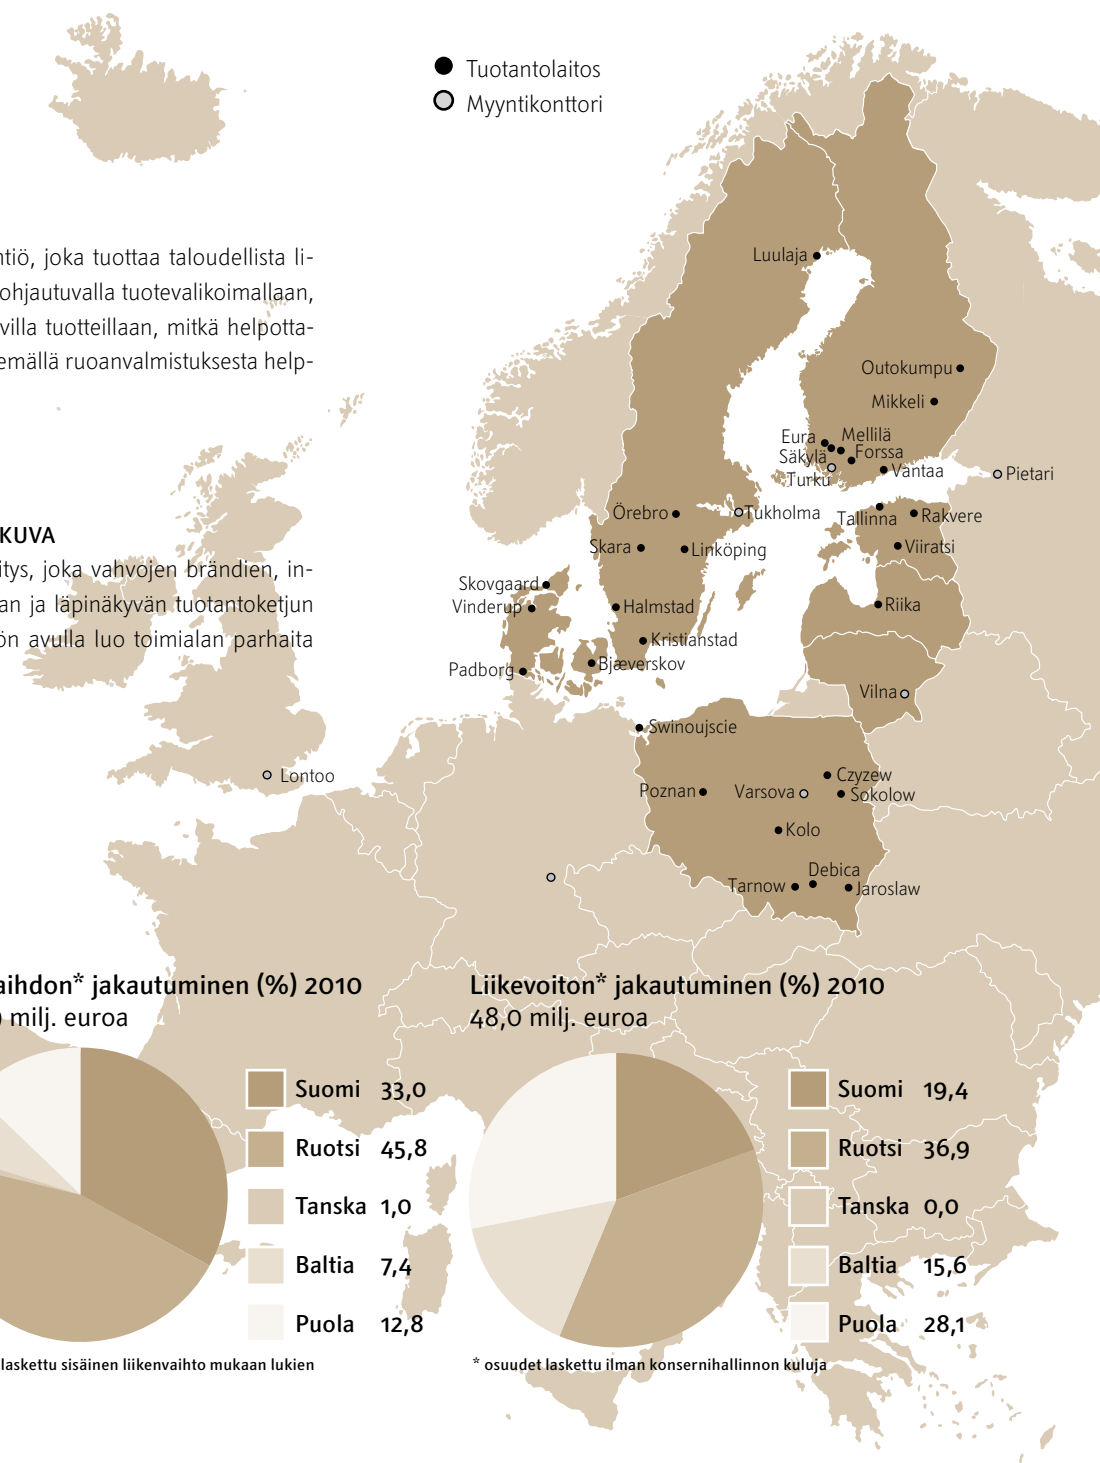 Tuotantolaitos
Myyntikonttori
ntiö, joka tuottaa taloudellista li-
ohjautuvalla tuotevalikoimallaan,
villa tuotteillaan, mitkä helpotta-
emällä ruoanvalmistuksesta help-
KUVA
itys, joka vahvojen brändien, in-
an ja läpinäkyvän tuotantoketjun
ön avulla luo toimialan parhaita
Luulaja
Outokumpu
Mikkeli
Eura
Mellilä
Säkylä
Forssa
Turku
Vantaa
Pietari
Örebro
Tukholma
Tallinna
Rakvere
Skara
Linköping
Viiratsi
Skovgaard
Vinderup
Halmstad
Riika
Kristianstad
Padborg
Bjæverskov
Vilna
Swinoujscie
Lontoo
Czyzew
Poznan
Varsova
Sokolow
Kolo
Debica
Tarnow
Jaroslaw
aihdon* jakautuminen (%) 2010
milj. euroa
Suomi 33,0
Ruotsi 45,8
Tanska 1,0
Baltia 7,4
Puola 12,8
laskettu sisäinen liikenvaihto mukaan lukien
Liikevoiton* jakautuminen (%) 2010
48,0 milj. euroa
Suomi 19,4
Ruotsi 36,9
Tanska 0,0
Baltia 15,6
Puola 28,1
* osuudet laskettu ilman konsernihallinnon kuluja